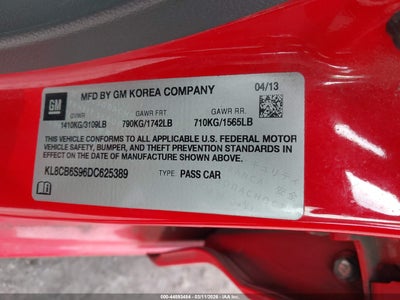 GM
MFD BY GM KOREA COMPANY
04/13
GVWR GAWR FRT GAWR RR.
1410KG/3109LB 790KG/1742LB 710KG/1565LB
THIS VEHICLE CONFORMS TO ALL APPLICABLE U.S. FEDERAL MOTOR
VEHICLE SAFETY, BUMPER, AND THEFT PREVENTION STANDARDS
IN EFFECT ON THE DATE OF MANUFACTURE SHOWN ABOVE.
KL8CB6S96DC625389 TYPE: PASS CAR
000-44693484 - 03/11/2026 - IAAI